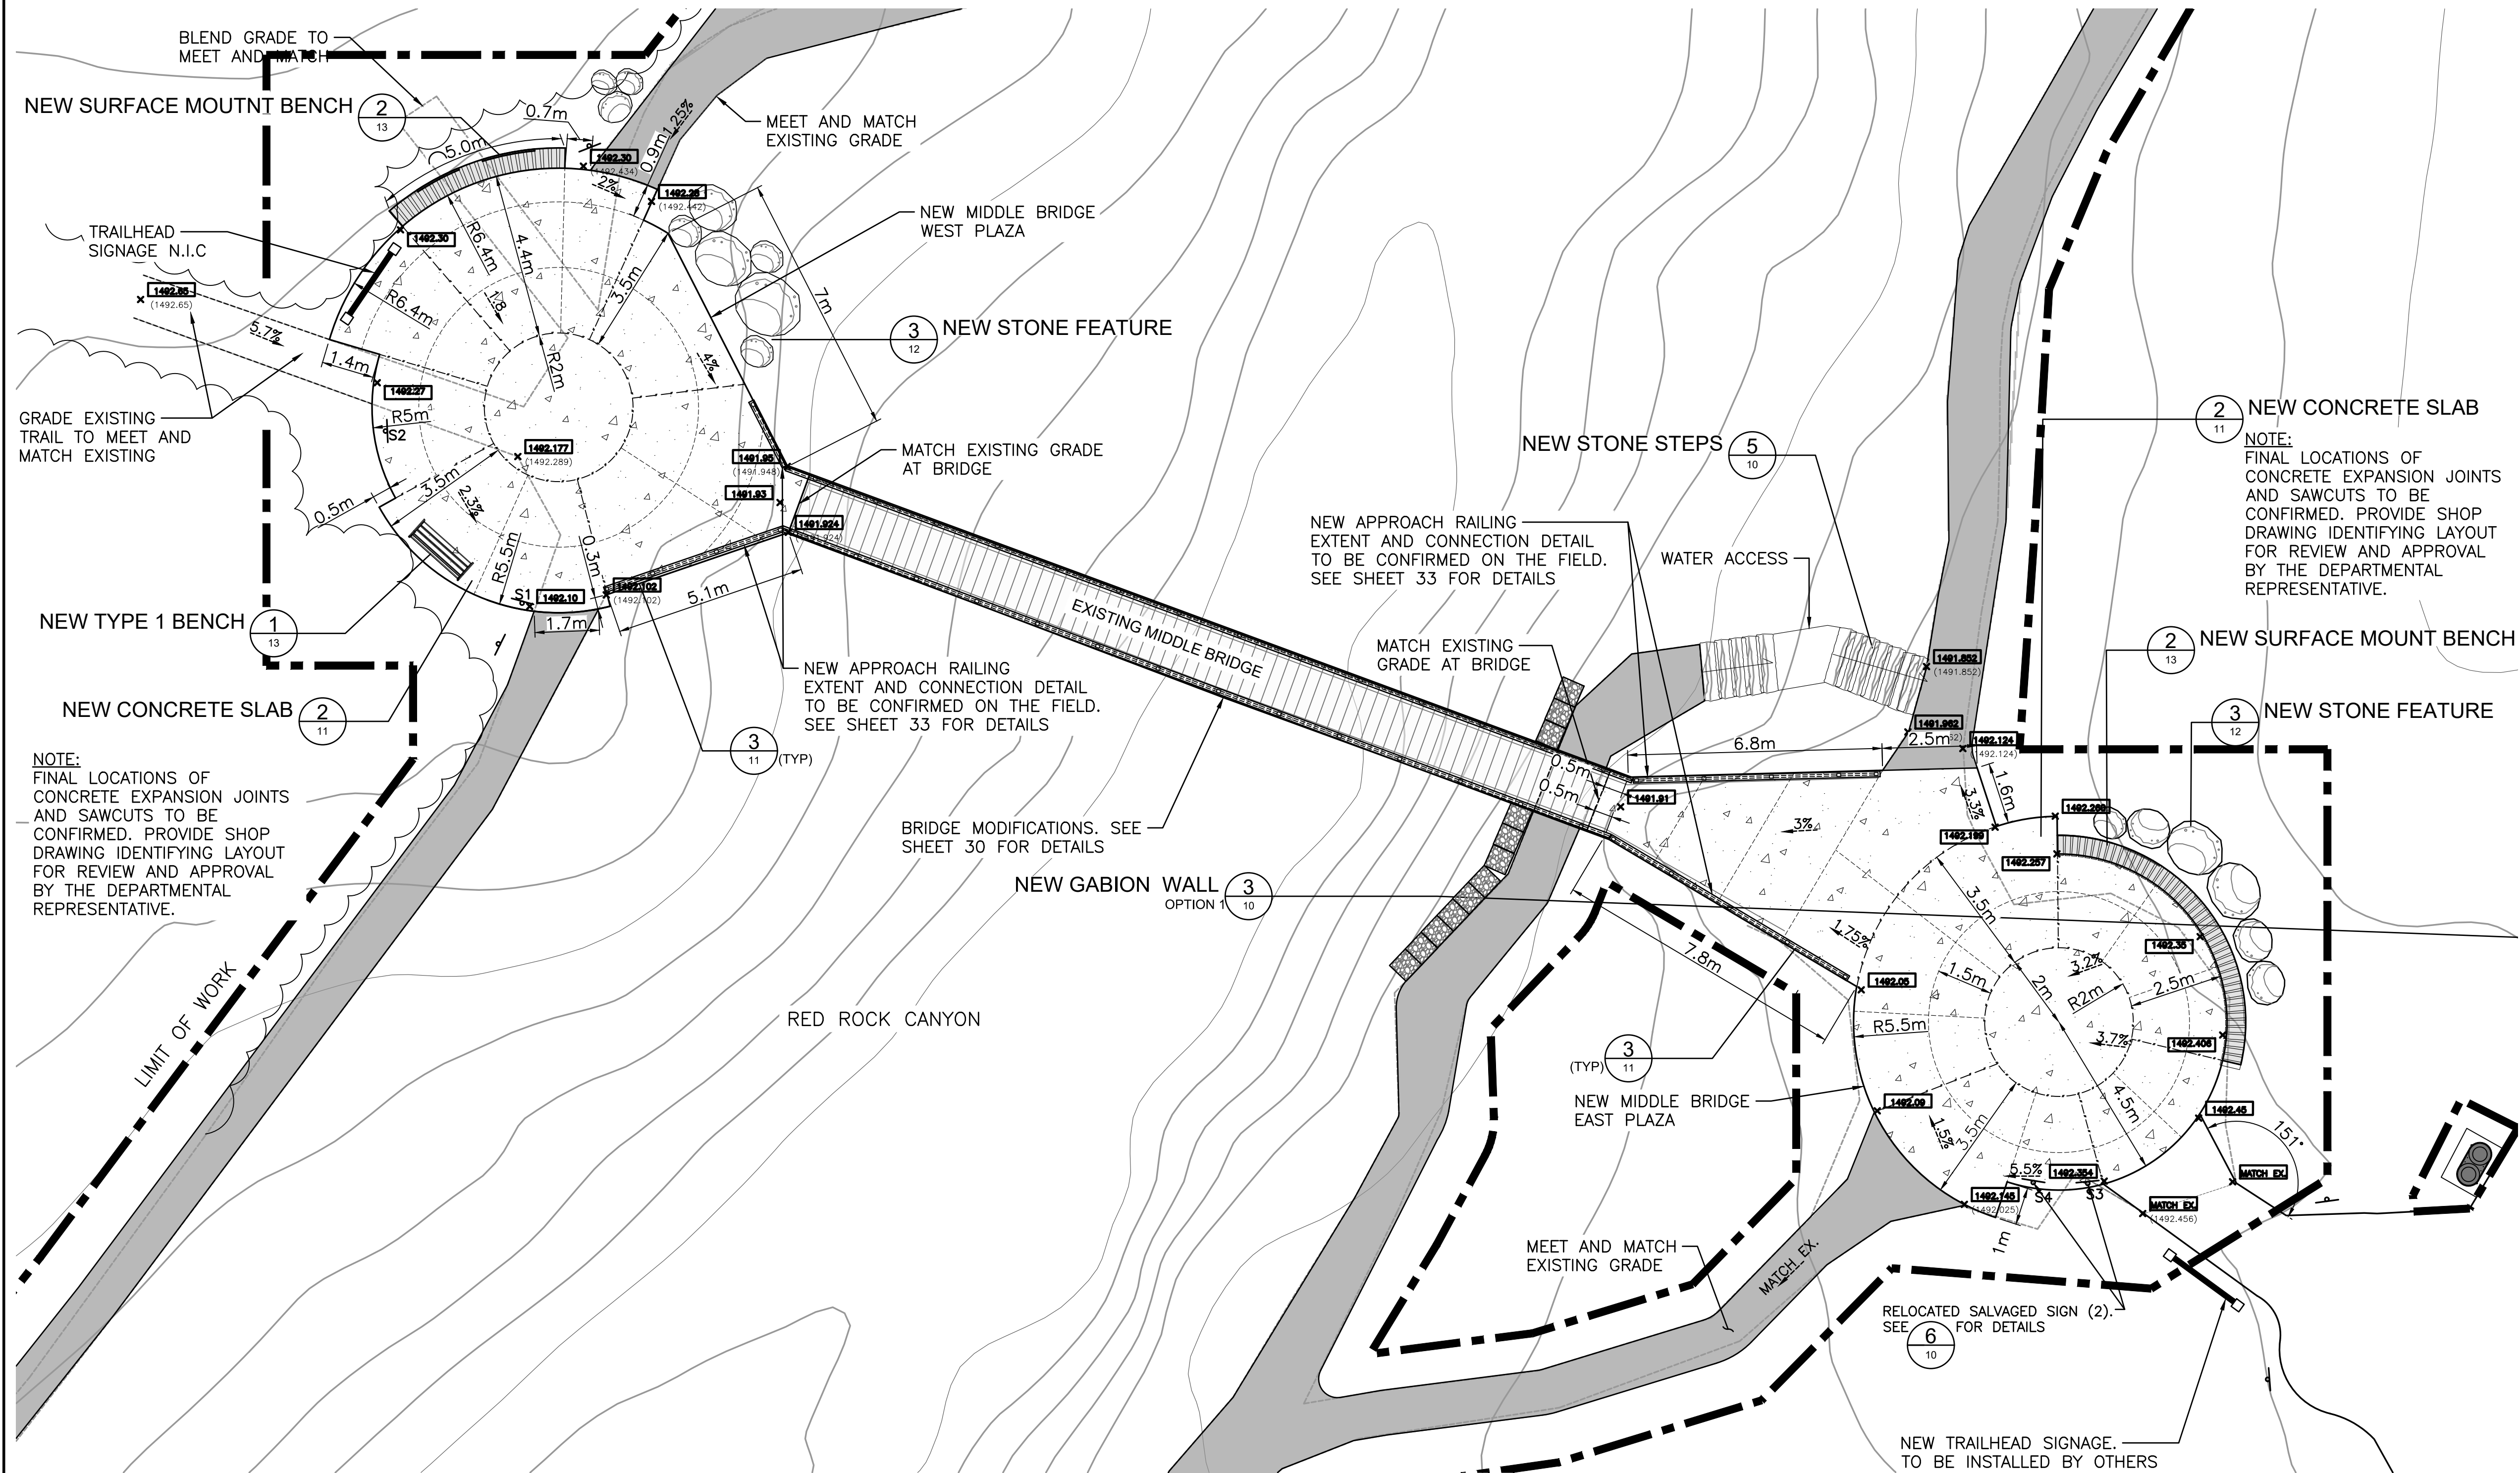 BLEND GRADE TO
MEET AND MATCH
NEW SURFACE MOUTNT BENCH
2
13
0.7m
5.0m
1492.30
(1492.434)
2%
0.9m
1.25%
MEET AND MATCH
EXISTING GRADE
1492.28
(1492.442)
TRAILHEAD
SIGNAGE N.I.C
1492.30
R6.4m
4.4m
3.5m
NEW MIDDLE BRIDGE
WEST PLAZA
7m
3
12
NEW STONE FEATURE
1492.65
(1492.65)
5.7%
R6.4m
1.8
R2m
4%
1.4m
1492.27
R5m
S2
GRADE EXISTING
TRAIL TO MEET AND
MATCH EXISTING
1492.177
(1492.289)
1491.95
(1491.948)
1491.93
MATCH EXISTING GRADE
AT BRIDGE
1491.924
3.5m
2.3%
0.5m
R5.5m
0.3m
S1
1492.10
1492.102
(1492.102)
1.7m
5.1m
NEW TYPE 1 BENCH
1
13
NEW CONCRETE SLAB
2
11
NOTE:
FINAL LOCATIONS OF
CONCRETE EXPANSION JOINTS
AND SAWCUTS TO BE
CONFIRMED. PROVIDE SHOP
DRAWING IDENTIFYING LAYOUT
FOR REVIEW AND APPROVAL
BY THE DEPARTMENTAL
REPRESENTATIVE.
LIMIT OF WORK
NEW APPROACH RAILING
EXTENT AND CONNECTION DETAIL
TO BE CONFIRMED ON THE FIELD.
SEE SHEET 33 FOR DETAILS
3
11
(TYP)
EXISTING MIDDLE BRIDGE
BRIDGE MODIFICATIONS. SEE
SHEET 30 FOR DETAILS
NEW GABION WALL
OPTION 1
3
10
RED ROCK CANYON
NEW STONE STEPS
5
10
NEW APPROACH RAILING
EXTENT AND CONNECTION DETAIL
TO BE CONFIRMED ON THE FIELD.
SEE SHEET 33 FOR DETAILS
WATER ACCESS
MATCH EXISTING
GRADE AT BRIDGE
2
11
NEW CONCRETE SLAB
NOTE:
FINAL LOCATIONS OF
CONCRETE EXPANSION JOINTS
AND SAWCUTS TO BE
CONFIRMED. PROVIDE SHOP
DRAWING IDENTIFYING LAYOUT
FOR REVIEW AND APPROVAL
BY THE DEPARTMENTAL
REPRESENTATIVE.
2
13
NEW SURFACE MOUNT BENCH
3
12
NEW STONE FEATURE
1491.852
(1491.852)
1491.962
1492.124
(1492.124)
6.8m
2.5m
0.5m
0.5m
1491.91
3%
3.3%
1.6m
1492.199
1492.257
3.5m
1.75%
7.8m
1492.35
3.2%
1.5m
2m
R2m
2.5m
1492.05
R5.5m
3.7%
1492.408
3
11
(TYP)
NEW MIDDLE BRIDGE
EAST PLAZA
1492.09
1.5%
3.5m
4.5m
1492.45
151°
5.5%
1492.354
S4
S3
MATCH EX.
1492.145
(1492.025)
MATCH EX.
(1492.456)
1m
MEET AND MATCH
EXISTING GRADE
MATCH EX.
RELOCATED SALVAGED SIGN (2).
SEE
6
10
FOR DETAILS
NEW TRAILHEAD SIGNAGE.
TO BE INSTALLED BY OTHERS